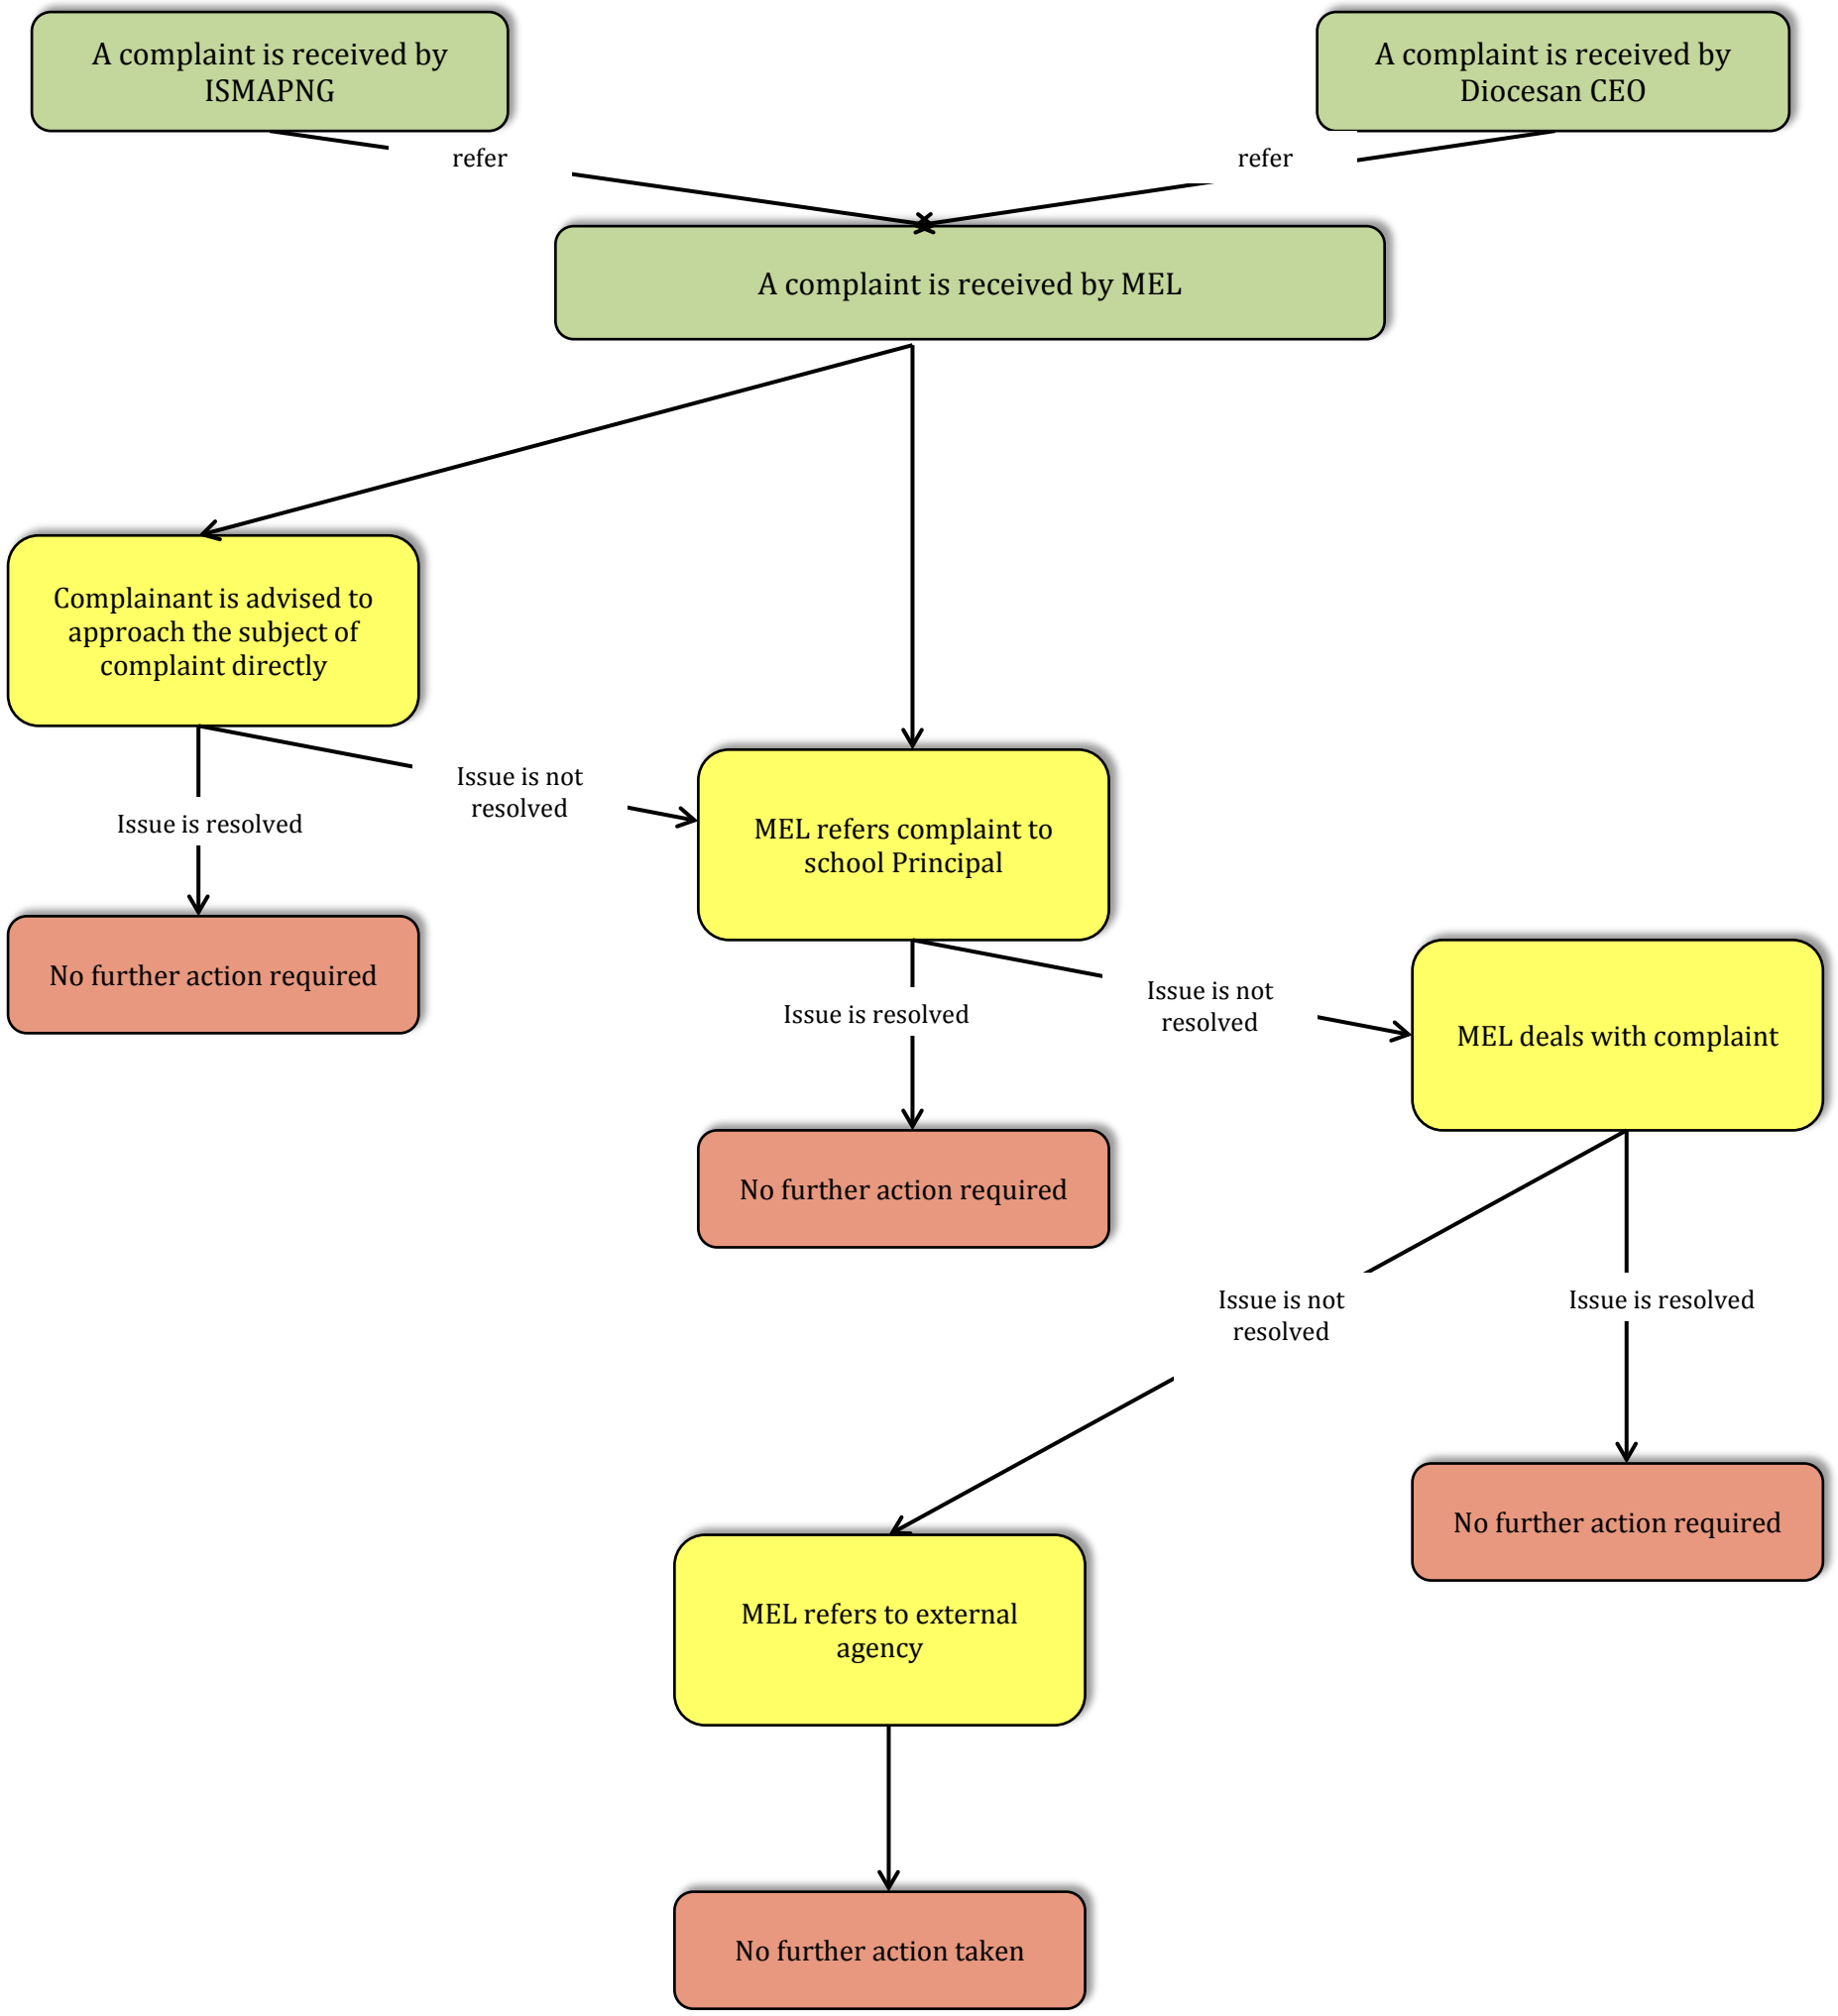 A complaint is received by
ISMAPNG
A complaint is received by
Diocesan CEO
refer
refer
A complaint is received by MEL
Complainant is advised to
approach the subject of
complaint directly
Issue is not
resolved
Issue is resolved
MEL refers complaint to
school Principal
No further action required
Issue is not
resolved
Issue is resolved
MEL deals with complaint
No further action required
Issue is not
resolved
Issue is resolved
No further action required
MEL refers to external
agency
No further action taken